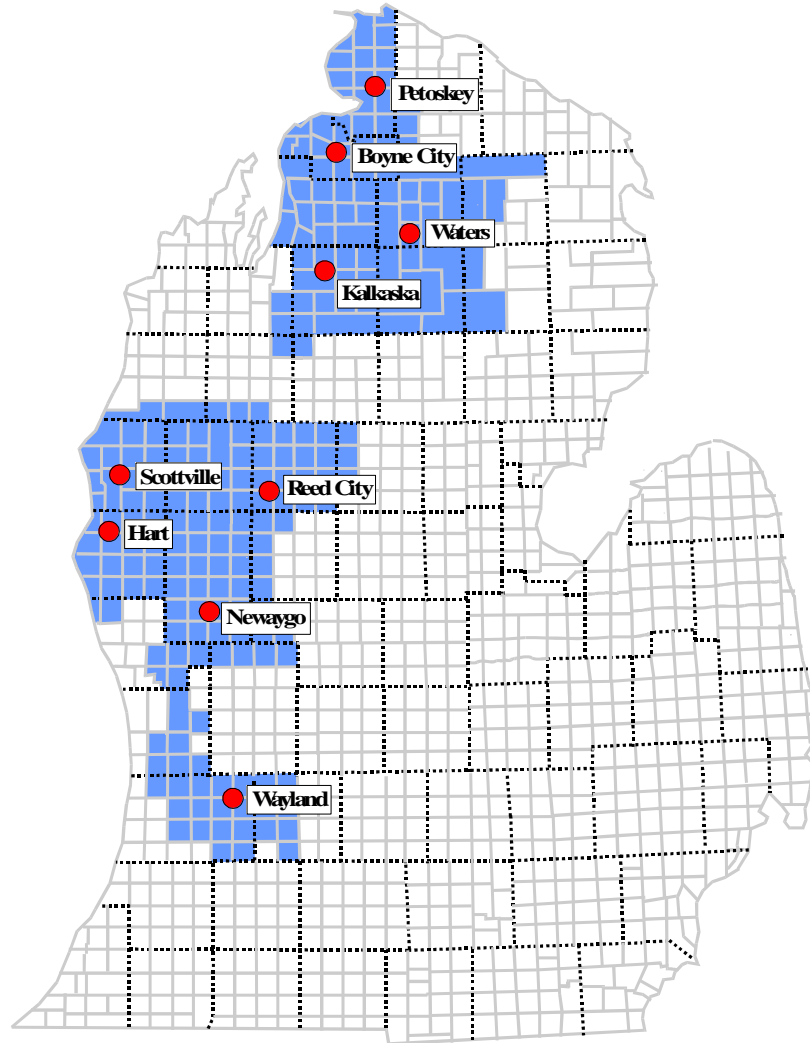 Petoskey
Boyne City
Waters
Kalkaska
Scottville
Reed City
Hart
Newaygo
Wayland